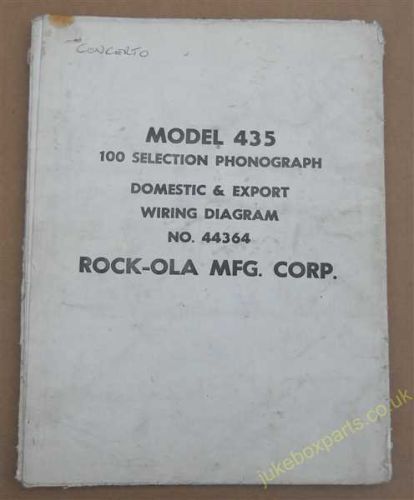 CONCERTO
MODEL 435
100 SELECTION PHONOGRAPH
DOMESTIC & EXPORT
WIRING DIAGRAM
NO. 44364
ROCK-OLA MFG. CORP.
jukeboxparts.co.uk